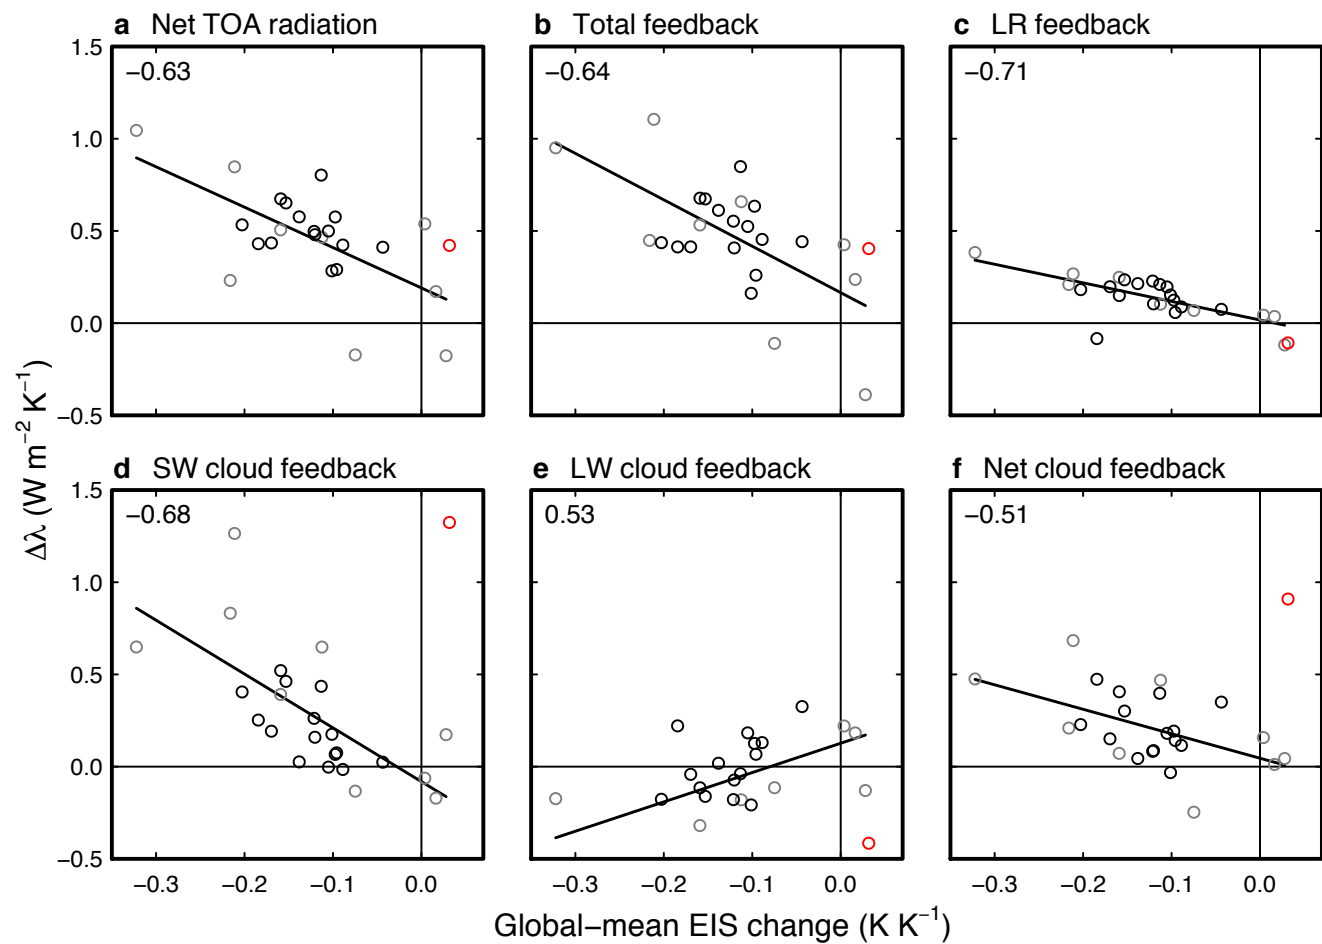 a Net TOA radiation
b Total feedback
c LR feedback
1.5
1.0
0.5
0.0
−0.5
−0.63
−0.64
−0.71
d SW cloud feedback
e LW cloud feedback
f Net cloud feedback
1.5
1.0
0.5
0.0
−0.5
−0.68
0.53
−0.51
−0.3 −0.2 −0.1 0.0
−0.3 −0.2 −0.1 0.0
−0.3 −0.2 −0.1 0.0
Δλ (W m⁻² K⁻¹)
Global−mean EIS change (K K⁻¹)